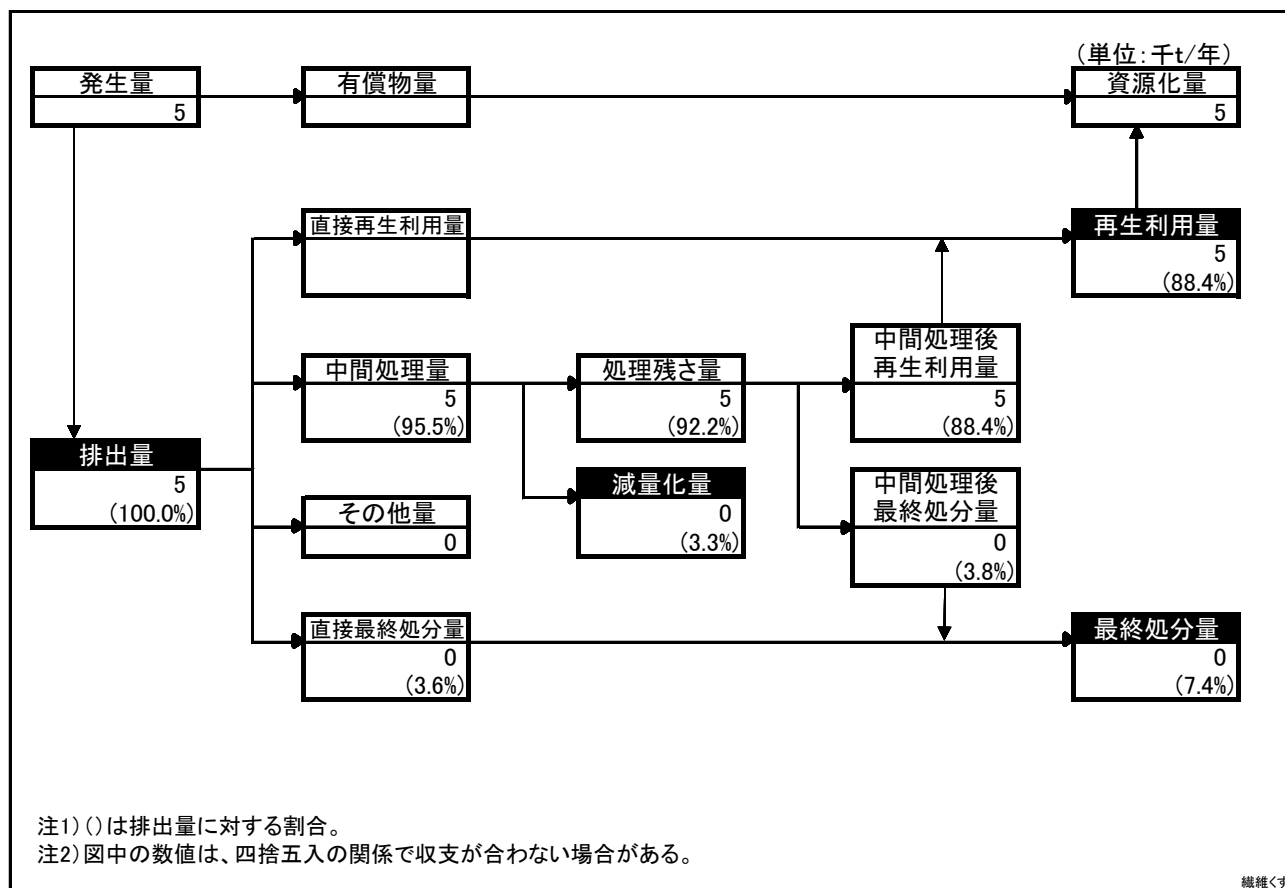 (単位:千t/年)
発生量
5
有償物量
資源化量
5
直接再生利用量
再生利用量
5
(88.4%)
中間処理量
5
(95.5%)
処理残さ量
5
(92.2%)
中間処理後
再生利用量
5
(88.4%)
排出量
5
(100.0%)
減量化量
0
(3.3%)
中間処理後
最終処分量
0
(3.8%)
その他量
0
直接最終処分量
0
(3.6%)
最終処分量
0
(7.4%)
注1)()は排出量に対する割合。
注2)図中の数値は、四捨五入の関係で収支が合わない場合がある。
繊維くず